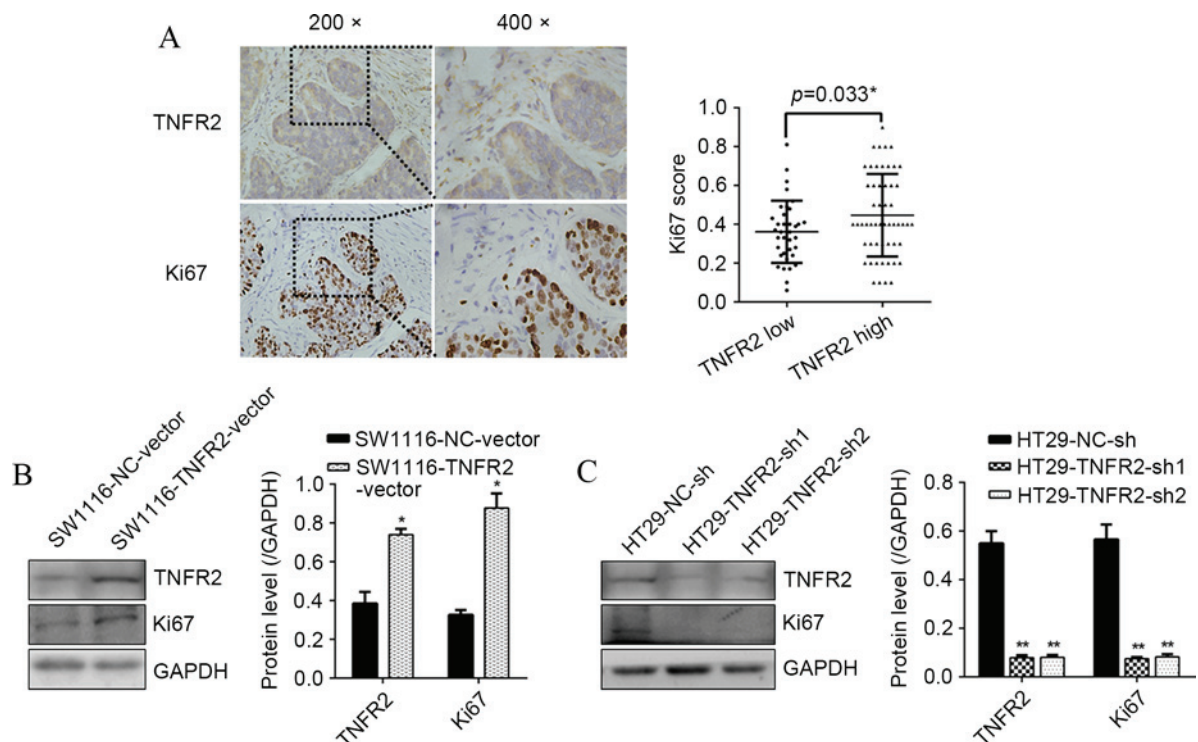 A
200 ×
400 ×
TNFR2
Ki67
p=0.033*
Ki67 score
1.0
0.8
0.6
0.4
0.2
0.0
TNFR2 low
TNFR2 high
B
SW1116-NC-vector
SW1116-TNFR2-vector
TNFR2
Ki67
GAPDH
SW1116-NC-vector
SW1116-TNFR2
-vector
Protein level (/GAPDH)
1.0
0.8
0.6
0.4
0.2
0.0
*
*
TNFR2
Ki67
C
HT29-NC-sh
HT29-TNFR2-sh1
HT29-TNFR2-sh2
TNFR2
Ki67
GAPDH
HT29-NC-sh
HT29-TNFR2-sh1
HT29-TNFR2-sh2
Protein level (/GAPDH)
0.8
0.6
0.4
0.2
0.0
**
**
**
**
TNFR2
Ki67